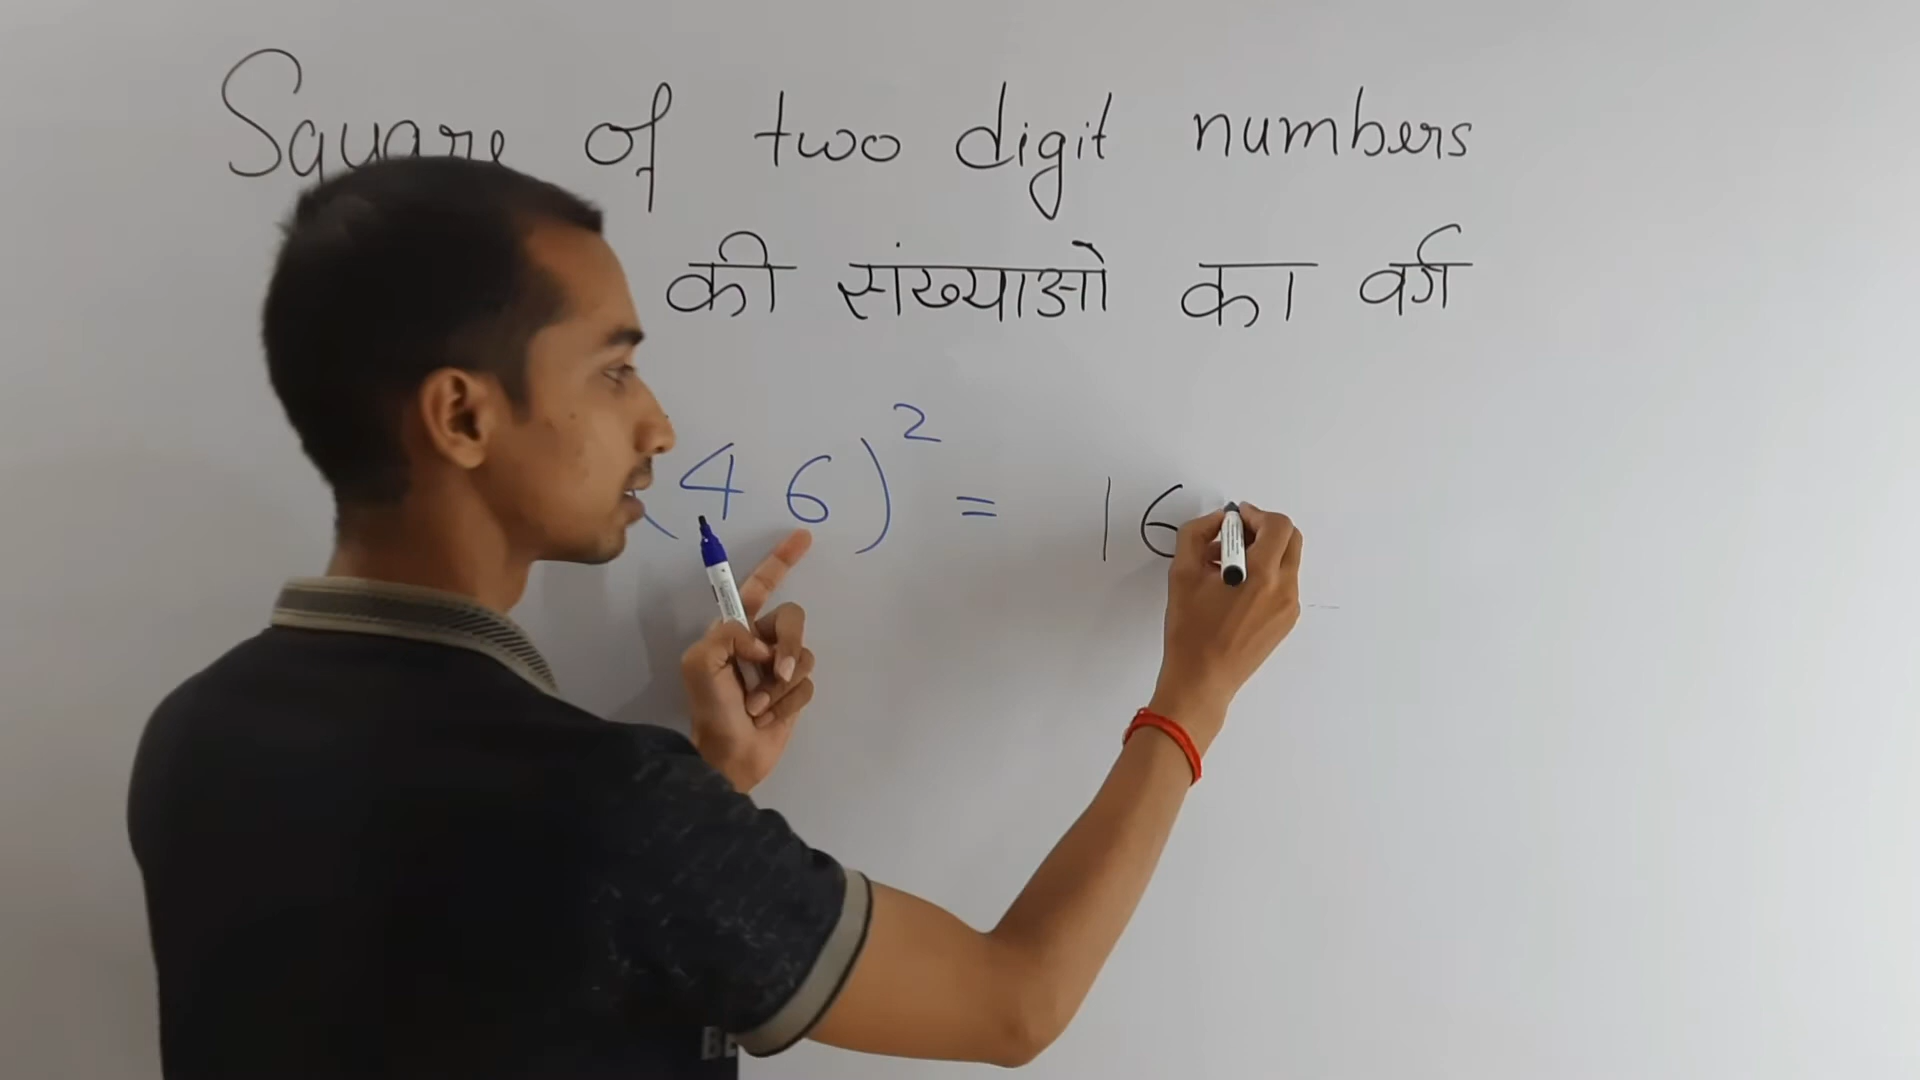 Square of two digit numbers
की संख्याओ का वर्ग
(46)² = 16